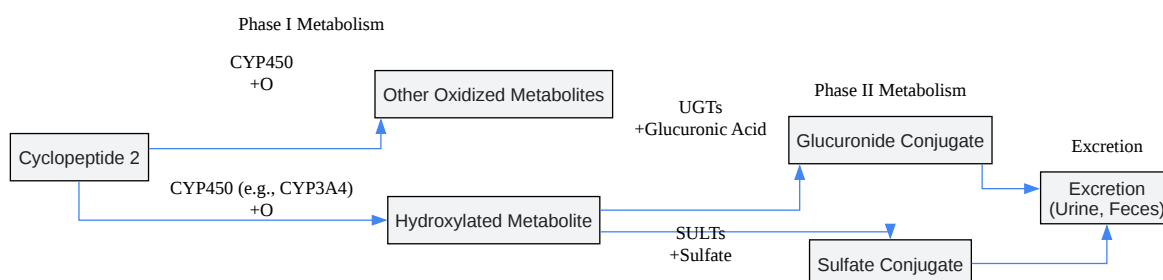 Phase I Metabolism
CYP450
+O
Other Oxidized Metabolites
Cyclopeptide 2
CYP450 (e.g., CYP3A4)
+O
Hydroxylated Metabolite
UGTs
+Glucuronic Acid
SULTs
+Sulfate
Phase II Metabolism
Glucuronide Conjugate
Sulfate Conjugate
Excretion
Excretion
(Urine, Feces)